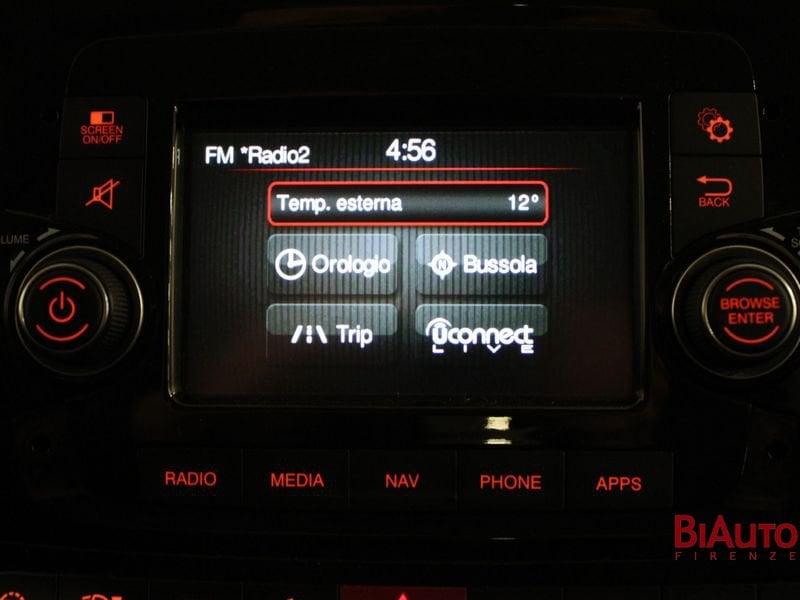 SCREEN
ON/OFF
FM *Radio2 4:56
BACK
Temp. esterna 12°
Orologio N Bussola
/!\ Trip Uconnect
LIVE
BROWSE
ENTER
RADIO MEDIA NAV PHONE APPS
BIAUTO
FIRENZE